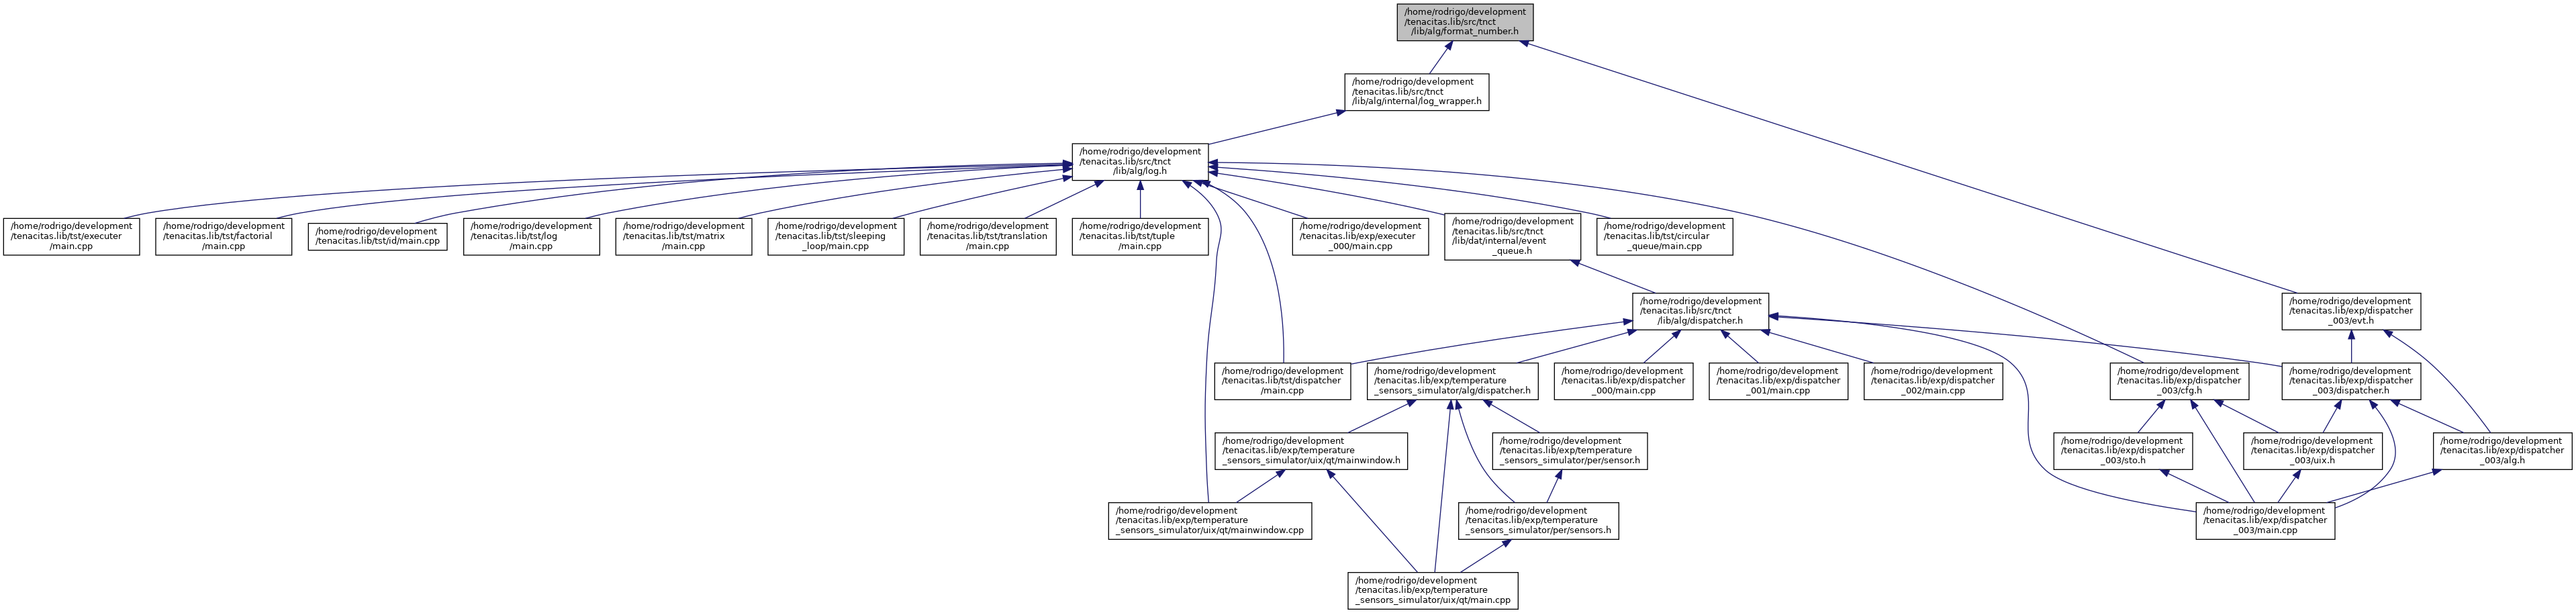 /home/rodrigo/development
/tenacitas.lib/src/tnct
/lib/alg/format_number.h
/home/rodrigo/development
/tenacitas.lib/src/tnct
/lib/alg/internal/log_wrapper.h
/home/rodrigo/development
/tenacitas.lib/src/tnct
/lib/alg/log.h
/home/rodrigo/development
/tenacitas.lib/tst/executer
/main.cpp
/home/rodrigo/development
/tenacitas.lib/tst/factorial
/main.cpp
/home/rodrigo/development
/tenacitas.lib/tst/id/main.cpp
/home/rodrigo/development
/tenacitas.lib/tst/log
/main.cpp
/home/rodrigo/development
/tenacitas.lib/tst/matrix
/main.cpp
/home/rodrigo/development
/tenacitas.lib/tst/sleeping
_loop/main.cpp
/home/rodrigo/development
/tenacitas.lib/tst/translation
/main.cpp
/home/rodrigo/development
/tenacitas.lib/tst/tuple
/main.cpp
/home/rodrigo/development
/tenacitas.lib/exp/executer
_000/main.cpp
/home/rodrigo/development
/tenacitas.lib/src/tnct
/lib/dat/internal/event
_queue.h
/home/rodrigo/development
/tenacitas.lib/tst/circular
_queue/main.cpp
/home/rodrigo/development
/tenacitas.lib/src/tnct
/lib/alg/dispatcher.h
/home/rodrigo/development
/tenacitas.lib/exp/dispatcher
_003/evt.h
/home/rodrigo/development
/tenacitas.lib/tst/dispatcher
/main.cpp
/home/rodrigo/development
/tenacitas.lib/exp/temperature
_sensors_simulator/alg/dispatcher.h
/home/rodrigo/development
/tenacitas.lib/exp/dispatcher
_000/main.cpp
/home/rodrigo/development
/tenacitas.lib/exp/dispatcher
_001/main.cpp
/home/rodrigo/development
/tenacitas.lib/exp/dispatcher
_002/main.cpp
/home/rodrigo/development
/tenacitas.lib/exp/dispatcher
_003/cfg.h
/home/rodrigo/development
/tenacitas.lib/exp/dispatcher
_003/dispatcher.h
/home/rodrigo/development
/tenacitas.lib/exp/temperature
_sensors_simulator/uix/qt/mainwindow.h
/home/rodrigo/development
/tenacitas.lib/exp/temperature
_sensors_simulator/per/sensor.h
/home/rodrigo/development
/tenacitas.lib/exp/dispatcher
_003/sto.h
/home/rodrigo/development
/tenacitas.lib/exp/dispatcher
_003/uix.h
/home/rodrigo/development
/tenacitas.lib/exp/dispatcher
_003/alg.h
/home/rodrigo/development
/tenacitas.lib/exp/temperature
_sensors_simulator/uix/qt/mainwindow.cpp
/home/rodrigo/development
/tenacitas.lib/exp/temperature
_sensors_simulator/per/sensors.h
/home/rodrigo/development
/tenacitas.lib/exp/dispatcher
_003/main.cpp
/home/rodrigo/development
/tenacitas.lib/exp/temperature
_sensors_simulator/uix/qt/main.cpp